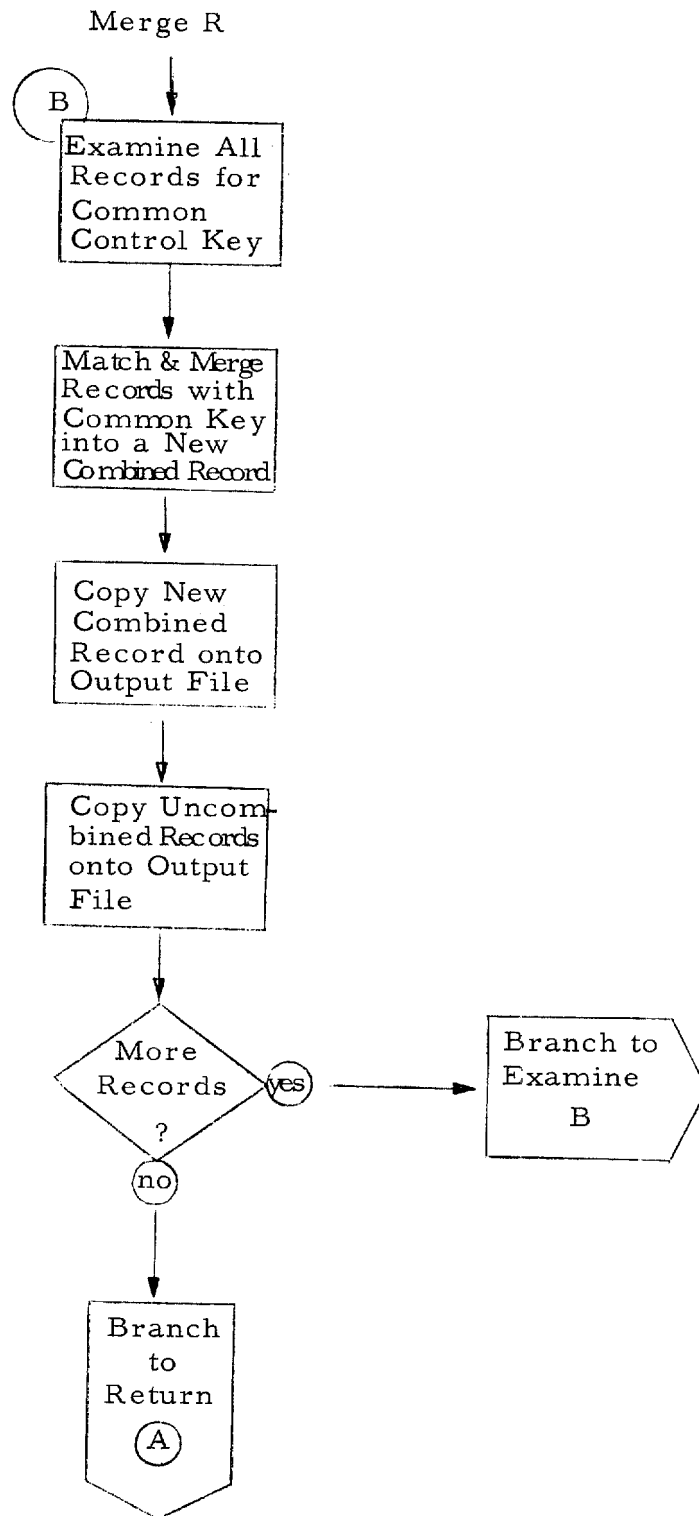 Merge R
B
Examine All
Records for
Common
Control Key
Match & Merge
Records with
Common Key
into a New
Combined Record
Copy New
Combined
Record onto
Output File
Copy Uncom-
bined Records
onto Output
File
More
Records
?
yes
Branch to
Examine
B
no
Branch
to
Return
A